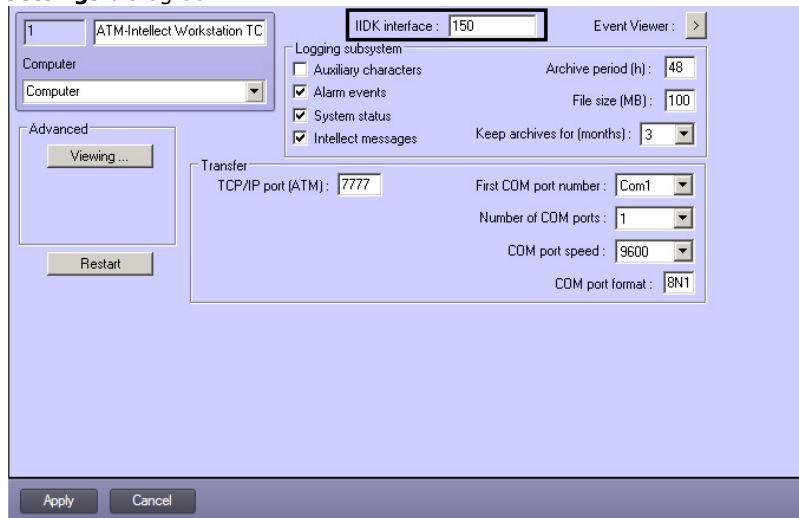 1 ATM-Intellect Workstation TC
IIDK interface : 150
Event Viewer : >
Computer
Computer
Logging subsystem
Auxiliary characters
Alarm events
System status
Intellect messages
Archive period (h) : 48
File size (MB) : 100
Keep archives for (months) : 3
Advanced
Viewing ...
Restart
Transfer
TCP/IP port (ATM) : 7777
First COM port number : Com1
Number of COM ports : 1
COM port speed : 9600
COM port format : 8N1
Apply Cancel